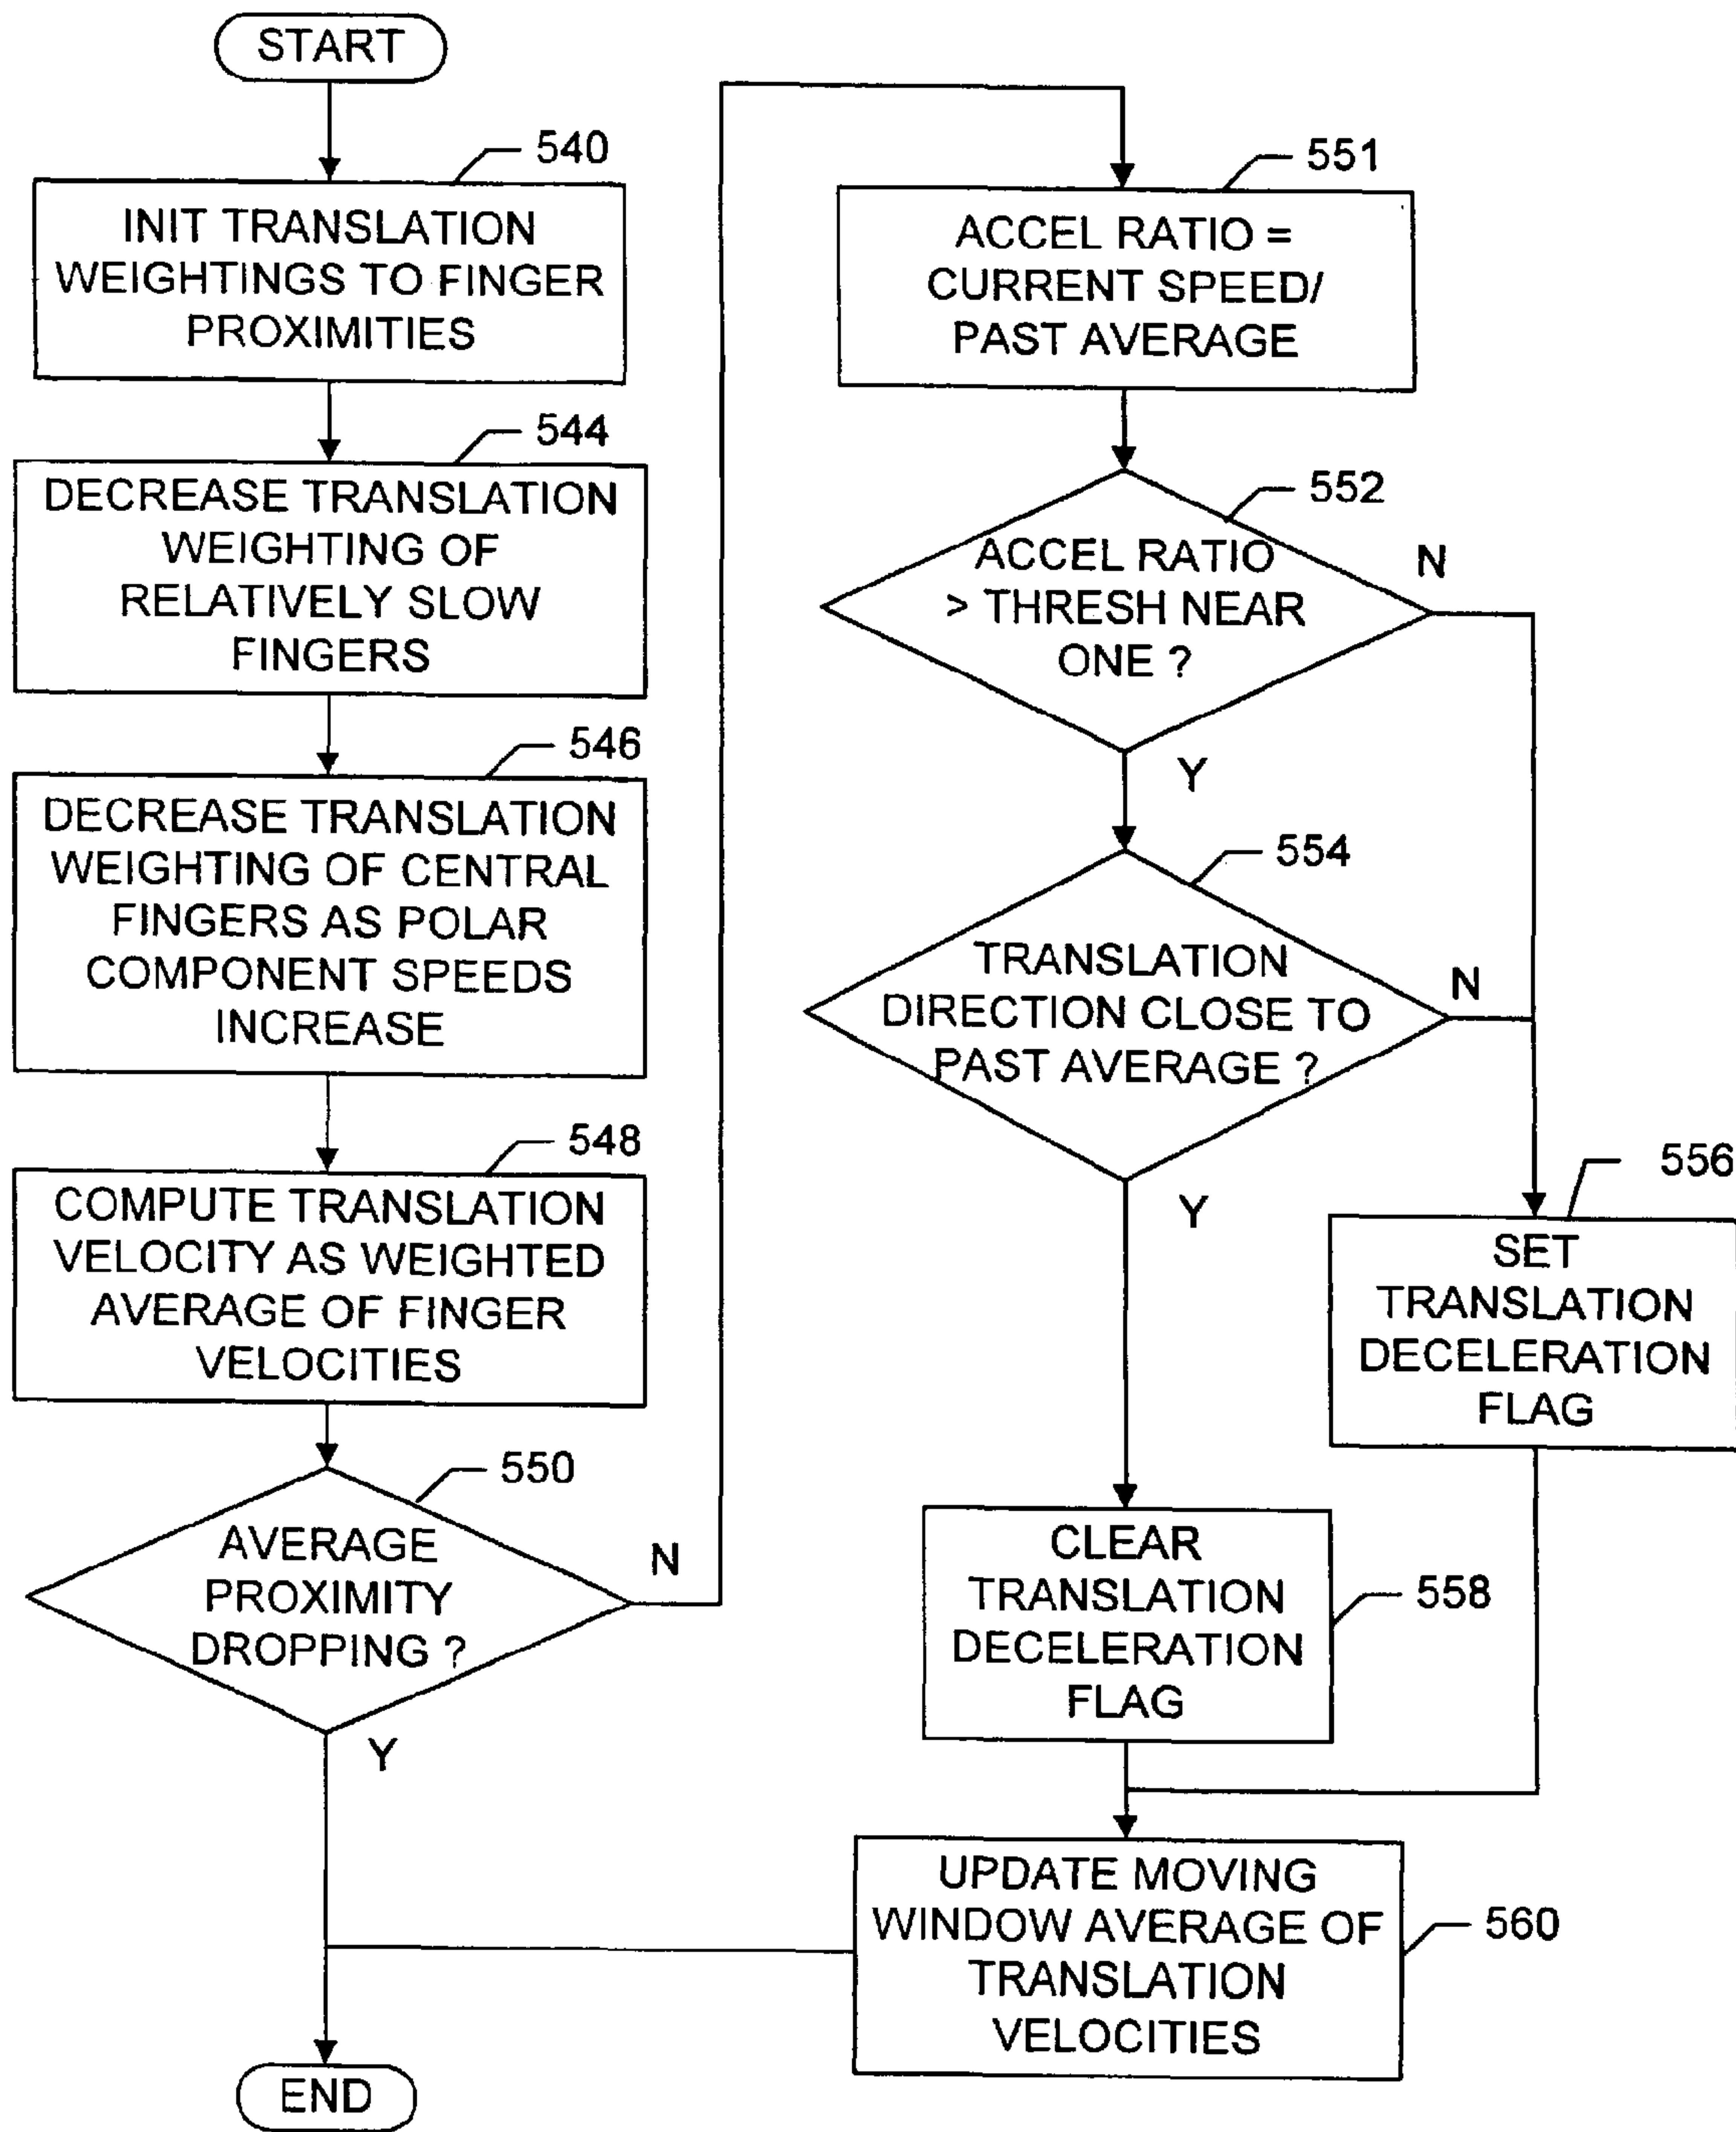 START
540
INIT TRANSLATION
WEIGHTINGS TO FINGER
PROXIMITIES
544
DECREASE TRANSLATION
WEIGHTING OF
RELATIVELY SLOW
FINGERS
546
DECREASE TRANSLATION
WEIGHTING OF CENTRAL
FINGERS AS POLAR
COMPONENT SPEEDS
INCREASE
548
COMPUTE TRANSLATION
VELOCITY AS WEIGHTED
AVERAGE OF FINGER
VELOCITIES
550
AVERAGE
PROXIMITY
DROPPING ?
N
Y
END
551
ACCEL RATIO =
CURRENT SPEED/
PAST AVERAGE
552
ACCEL RATIO
> THRESH NEAR
ONE ?
N
Y
554
TRANSLATION
DIRECTION CLOSE TO
PAST AVERAGE ?
N
Y
556
SET
TRANSLATION
DECELERATION
FLAG
558
CLEAR
TRANSLATION
DECELERATION
FLAG
560
UPDATE MOVING
WINDOW AVERAGE OF
TRANSLATION
VELOCITIES